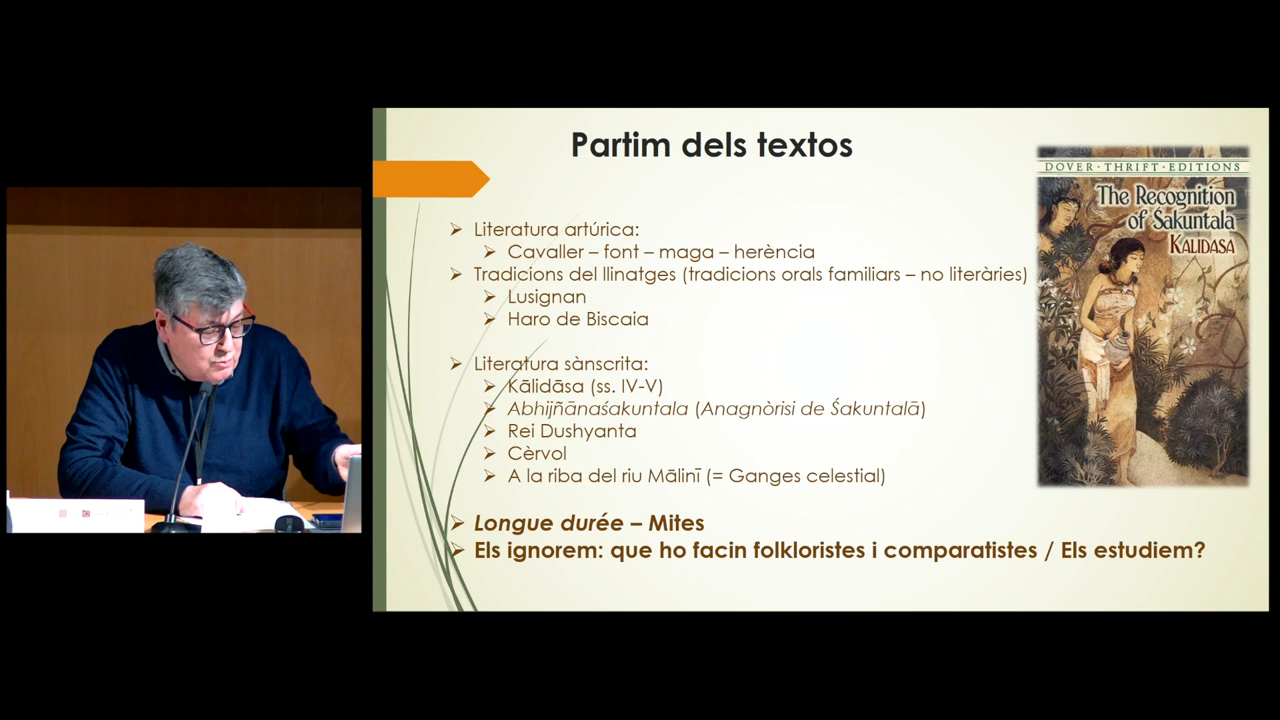 Partim dels textos
Literatura artúrica:
Cavaller – font – maga – herència
Tradicions del llinatges (tradicions orals familiars – no literàries)
Lusignan
Haro de Biscaia
Literatura sànscrita:
Kālidāsa (ss. IV-V)
Abhijñānaśakuntala (Anagnòrisi de Śakuntalā)
Rei Dushyanta
Cèrvol
A la riba del riu Mālinī (= Ganges celestial)
Longue durée – Mites
Els ignorem: que ho facin folkloristes i comparatistes / Els estudiem?
DOVER · THRIFT · EDITIONS
The Recognition
of Śakuntala
KALIDASA